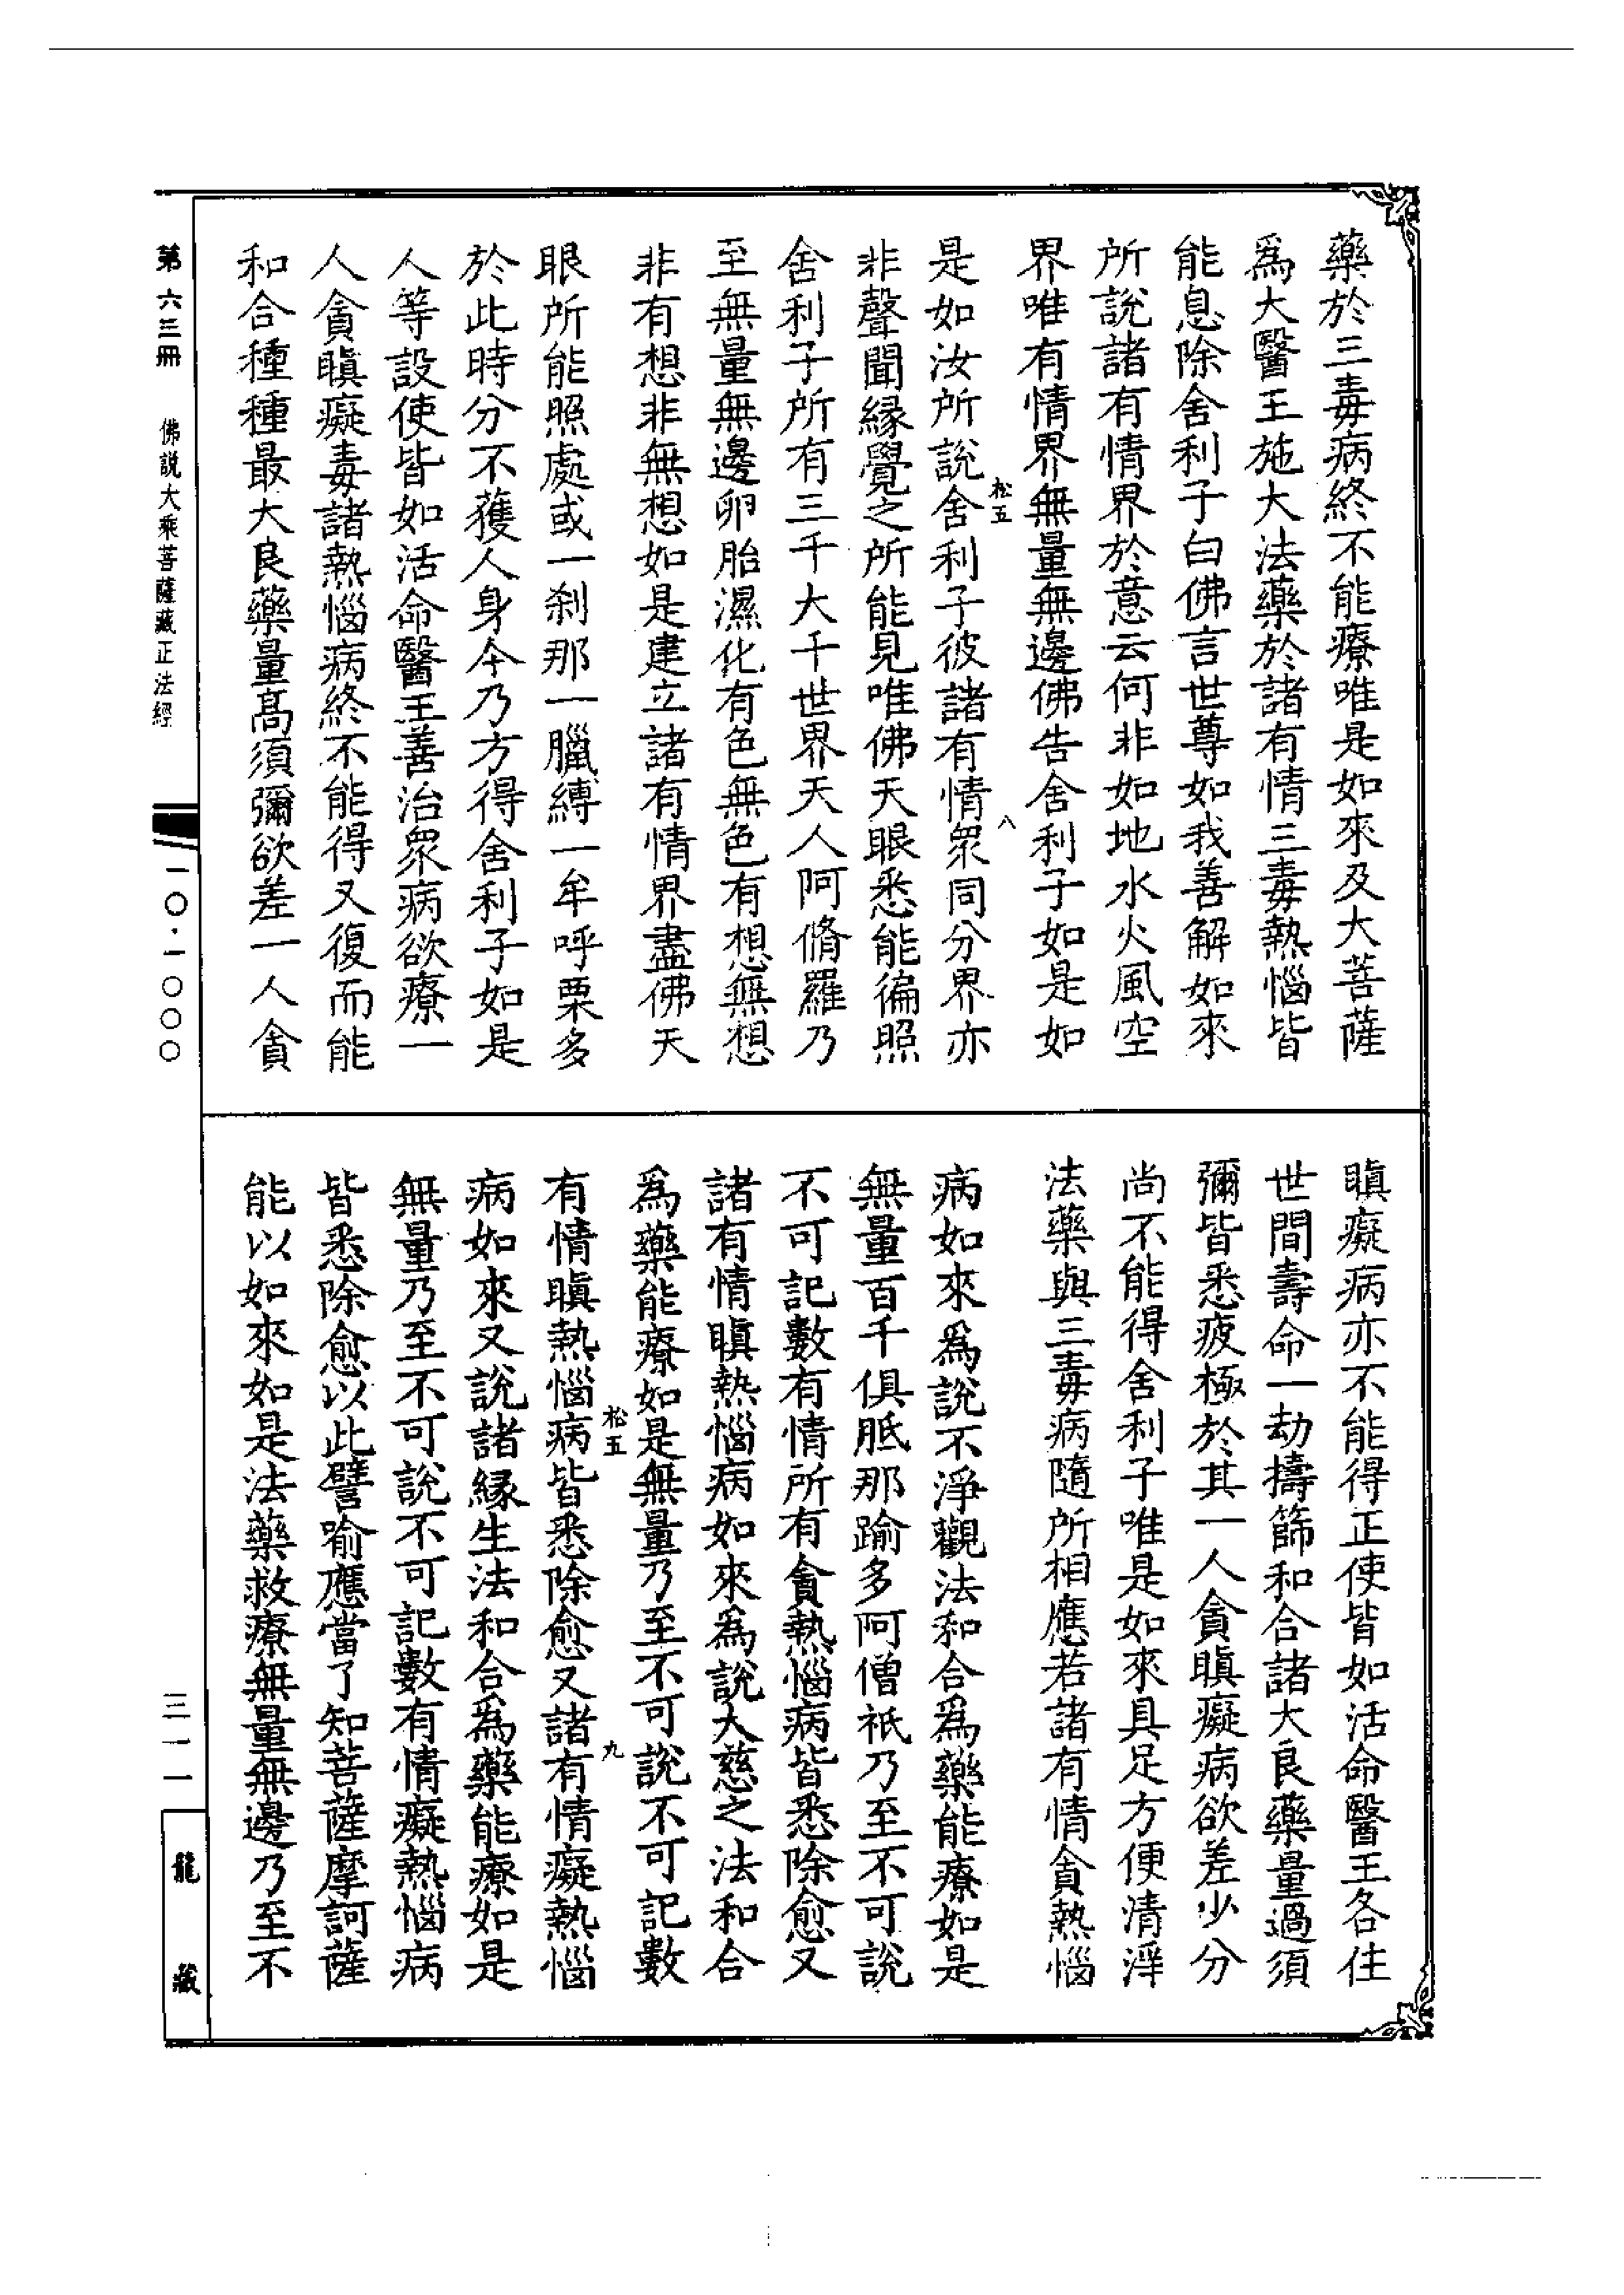 藥於三毒病終不能療唯是如來及大菩薩
爲大醫王施大法藥於諸有情三毒熱惱皆
能息除舍利子白佛言世尊如我善解如來
所說諸有情界於意云何非如地水火風空
界唯有情界無量無邊佛告舍利子如是如
松五
八
是如汝所說舍利子彼諸有情衆同分界亦
非聲聞緣覺之所能見唯佛天眼悉能徧照
舍利子所有三千大千世界天人阿脩羅乃
至無量無邊卵胎濕化有色無色有想無想
非有想非無想如是建立諸有情界盡佛天
眼所能照處或一剎那一臘縛一牟呼栗多
於此時分不獲人身今乃方得舍利子如是
人等設使皆如活命醫王善治衆病欲療一
人貪瞋癡毒諸熱惱病終不能得又復而能
和合種種最大良藥量高須彌欲差一人貪
瞋癡病亦不能得正使皆如活命醫王各住
世間壽命一劫擣篩和合諸大良藥量過須
彌皆悉疲極於其一人貪瞋癡病欲差少分
尚不能得舍利子唯是如來具足方便清淨
法藥與三毒病隨所相應若諸有情貪熱惱
病如來爲說不淨觀法和合爲藥能療如是
無量百千俱胝那踰多阿僧祇乃至不可說
不可記數有情所有貪熱惱病皆悉除愈又
諸有情瞋熱惱病如來爲說大慈之法和合
爲藥能療如是無量乃至不可說不可記數
松五
九
有情瞋熱惱病皆悉除愈又諸有情癡熱惱
病如來又說諸緣生法和合爲藥能療如是
無量乃至不可說不可記數有情癡熱惱病
皆悉除愈以此譬喻應當了知菩薩摩訶薩
能以如來如是法藥救療無量無邊乃至不
第六三冊
佛說大乘菩薩藏正法經
一〇·一〇〇〇
三一一
龍藏